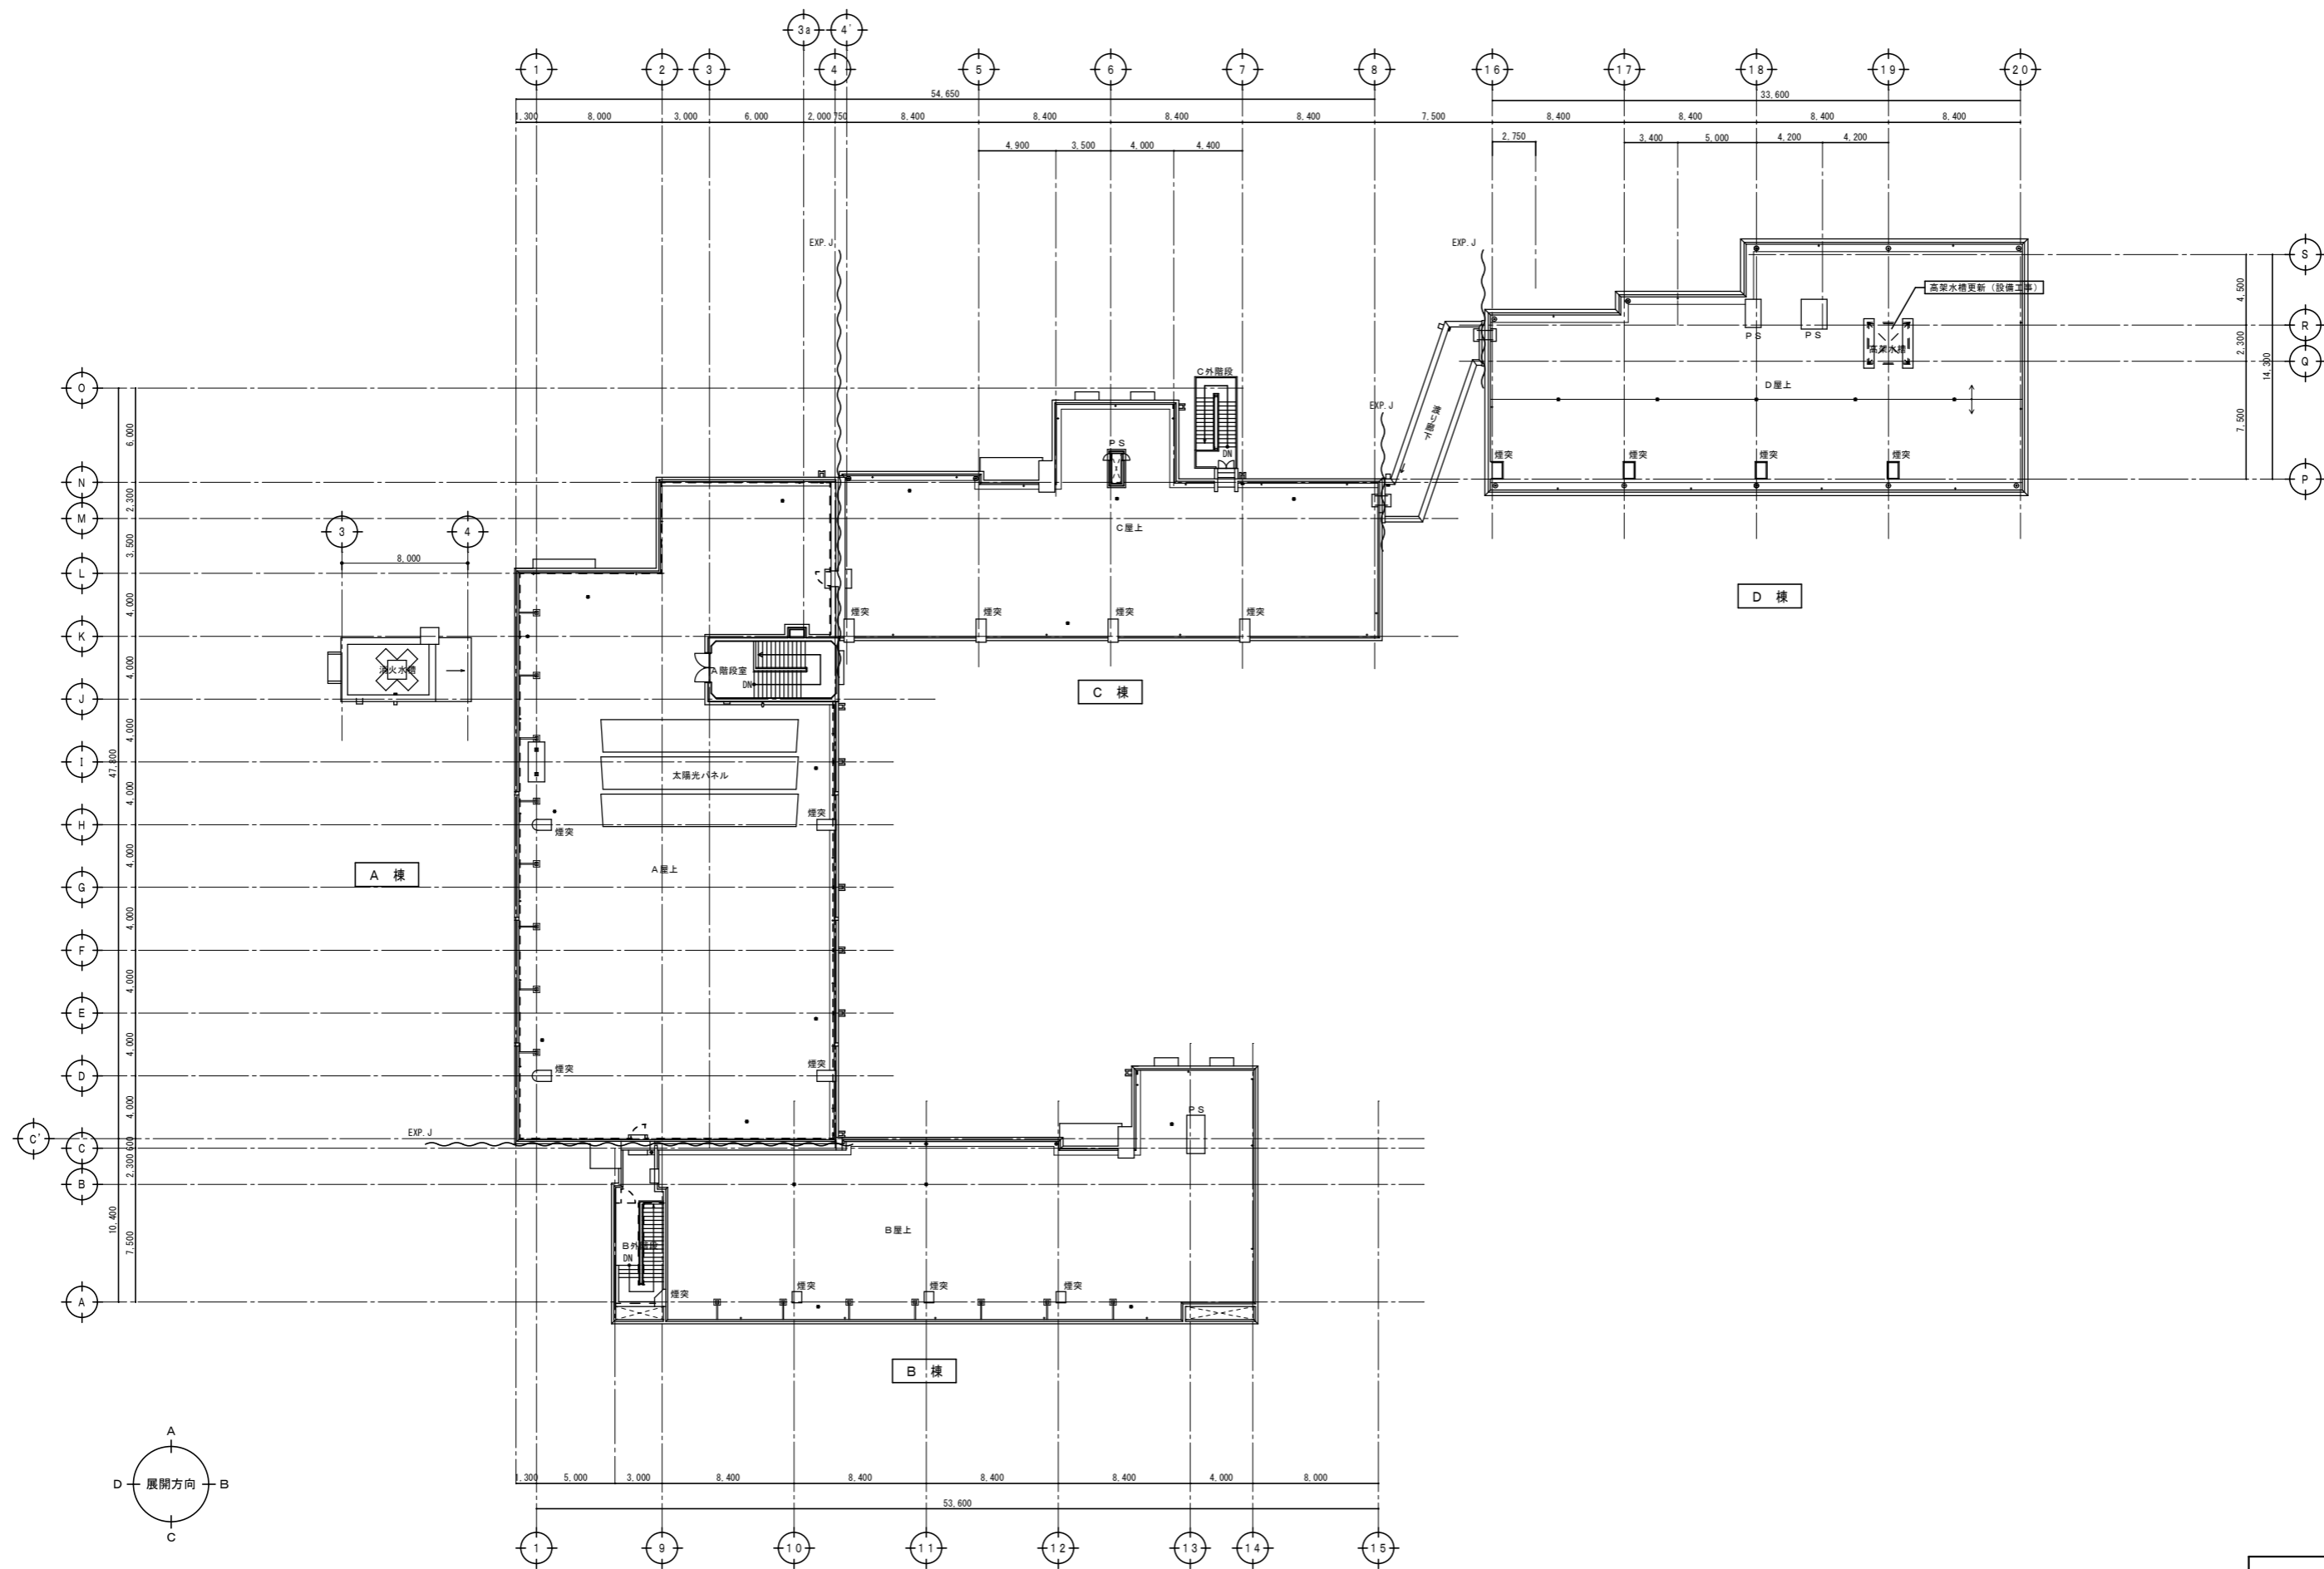 3a 4'
1 2 3 4 5 6 7 8 16 17 18 19 20
54,650 33,600
1,300 8,000 3,000 6,000 2,000 750 8,400 8,400 8,400 8,400 7,500 8,400 8,400 8,400 8,400
4,900 3,500 4,000 4,400 2,750 3,400 5,000 4,200 4,200
EXP.J EXP.J
S
高架水槽更新（設備工事）
4,500
R
PS PS
高架水槽
2,300 14,300
Q
C外階段
D屋上
O
EXP.J
渡り廊下
7,500
6,000
PS
DN
煙突 煙突 煙突 煙突
N P
2,300
M
C屋上
3 4
3,500
8,000
L
D 棟
4,000
煙突 煙突 煙突 煙突
K
4,000
消火水槽
A階段室
DN
C 棟
J
4,000
47,800
I
太陽光パネル
4,000
煙突
H
煙突
4,000
A 棟
A屋上
G
4,000
F
4,000
E
4,000
煙突 煙突
D
4,000
PS
EXP.J
C'
C
600
2,300
B
10,400
7,500
B屋上
B外階段
DN
煙突 煙突 煙突 煙突
A
B 棟
A
D 展開方向 B
C
1,300 5,000 3,000 8,400 8,400 8,400 8,400 4,000 8,000
53,600
1 9 10 11 12 13 14 15